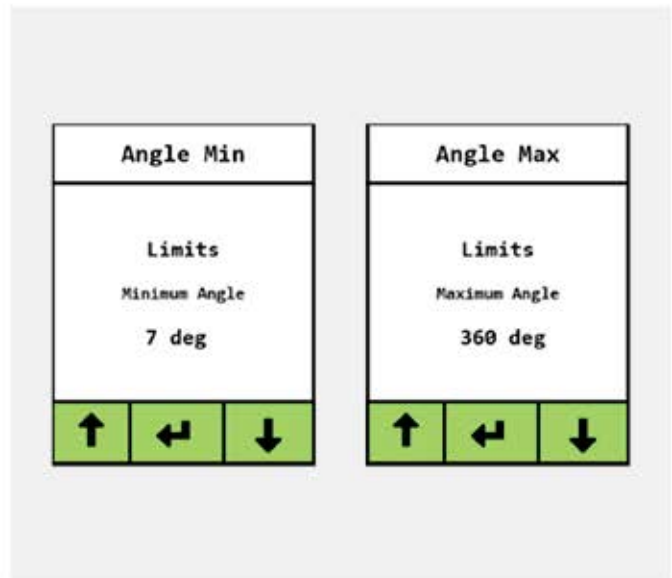 Angle Min
Limits
Minimum Angle
7 deg
Angle Max
Limits
Maximum Angle
360 deg